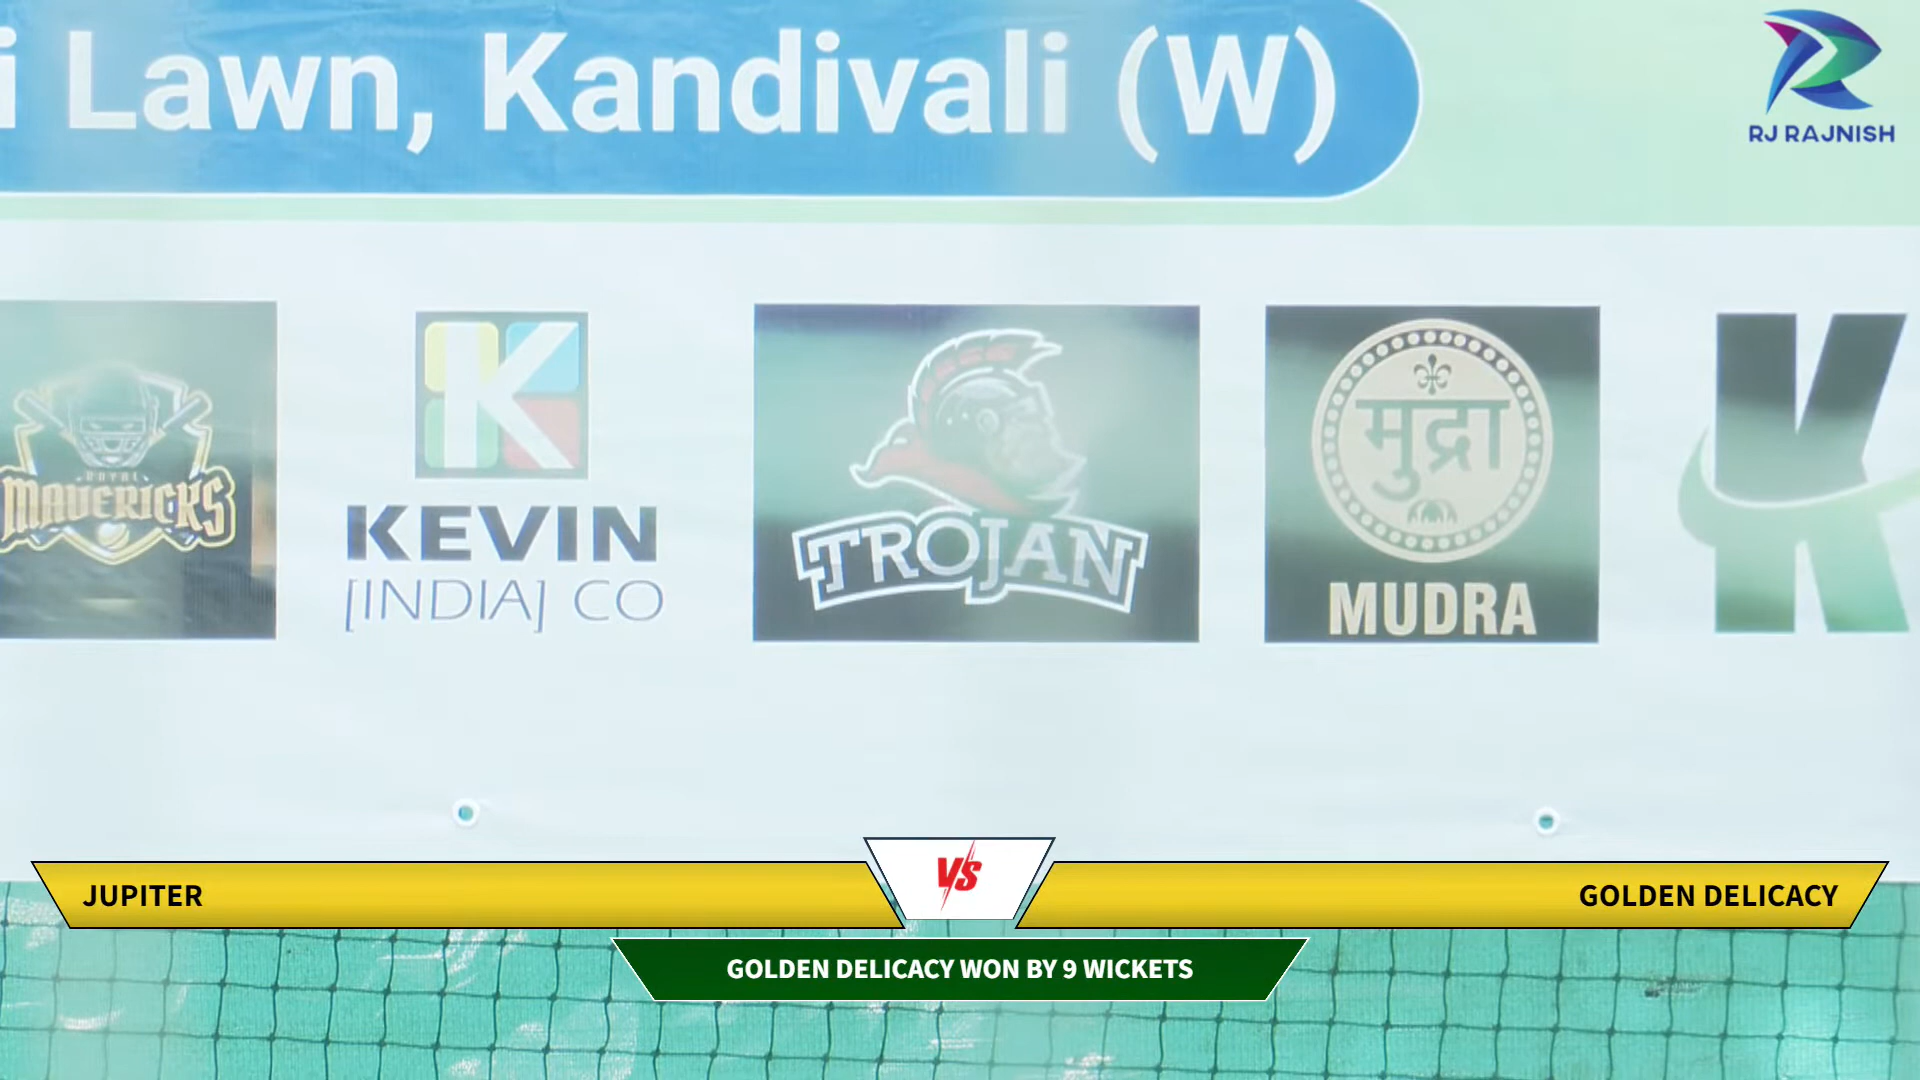 i Lawn, Kandivali (W)
RJ RAJNISH
ROYAL
MAVERICKS
K
KEVIN
[INDIA] CO
TROJAN
मुद्रा
MUDRA
K
JUPITER
VS
GOLDEN DELICACY
GOLDEN DELICACY WON BY 9 WICKETS